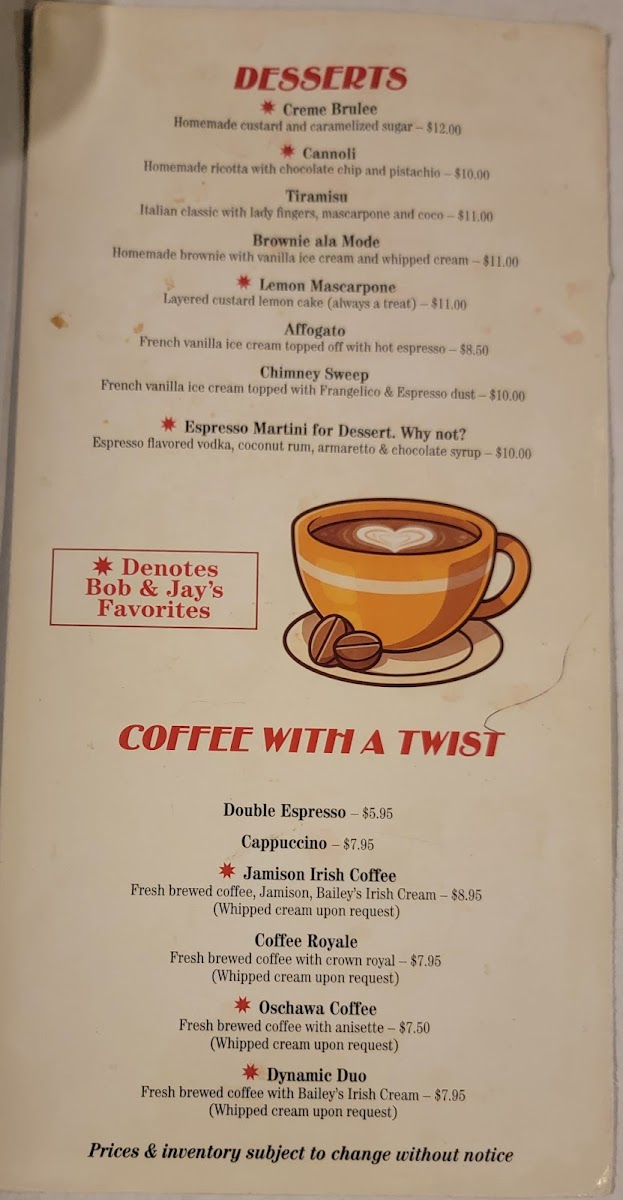 DESSERTS
✷ Creme Brulee
Homemade custard and caramelized sugar – $12.00
✷ Cannoli
Homemade ricotta with chocolate chip and pistachio – $10.00
Tiramisu
Italian classic with lady fingers, mascarpone and coco – $11.00
Brownie ala Mode
Homemade brownie with vanilla ice cream and whipped cream – $11.00
✷ Lemon Mascarpone
Layered custard lemon cake (always a treat) – $11.00
Affogato
French vanilla ice cream topped off with hot espresso – $8.50
Chimney Sweep
French vanilla ice cream topped with Frangelico & Espresso dust – $10.00
✷ Espresso Martini for Dessert. Why not?
Espresso flavored vodka, coconut rum, armaretto & chocolate syrup – $10.00
✷ Denotes
Bob & Jay's
Favorites
COFFEE WITH A TWIST
Double Espresso – $5.95
Cappuccino – $7.95
✷ Jamison Irish Coffee
Fresh brewed coffee, Jamison, Bailey's Irish Cream – $8.95
(Whipped cream upon request)
Coffee Royale
Fresh brewed coffee with crown royal – $7.95
(Whipped cream upon request)
✷ Oschawa Coffee
Fresh brewed coffee with anisette – $7.50
(Whipped cream upon request)
✷ Dynamic Duo
Fresh brewed coffee with Bailey's Irish Cream – $7.95
(Whipped cream upon request)
Prices & inventory subject to change without notice